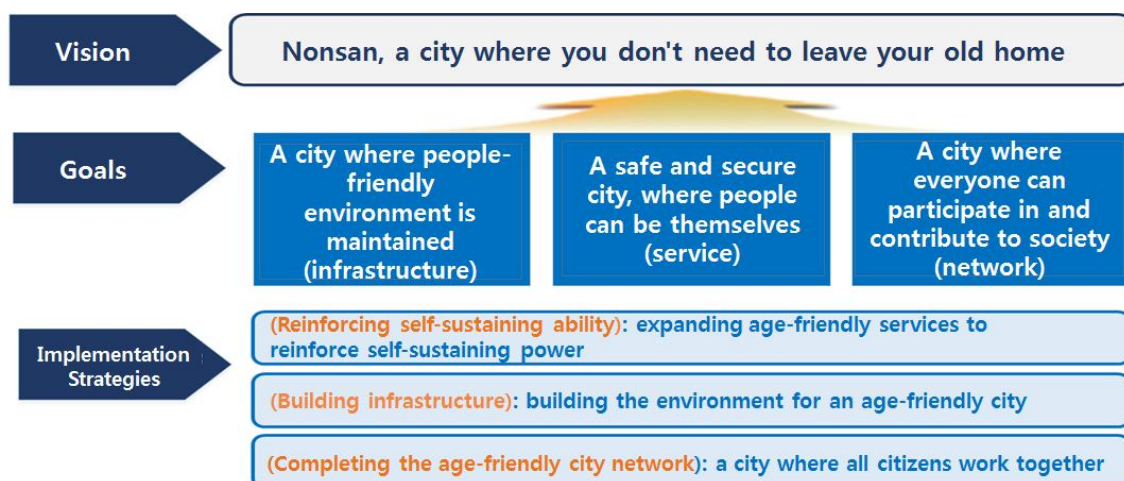 Vision
Nonsan, a city where you don't need to leave your old home
Goals
A city where people-
friendly
environment is
maintained
(infrastructure)
A safe and secure
city, where people
can be themselves
(service)
A city where
everyone can
participate in and
contribute to society
(network)
Implementation
Strategies
(Reinforcing self-sustaining ability): expanding age-friendly services to
reinforce self-sustaining power
(Building infrastructure): building the environment for an age-friendly city
(Completing the age-friendly city network): a city where all citizens work together